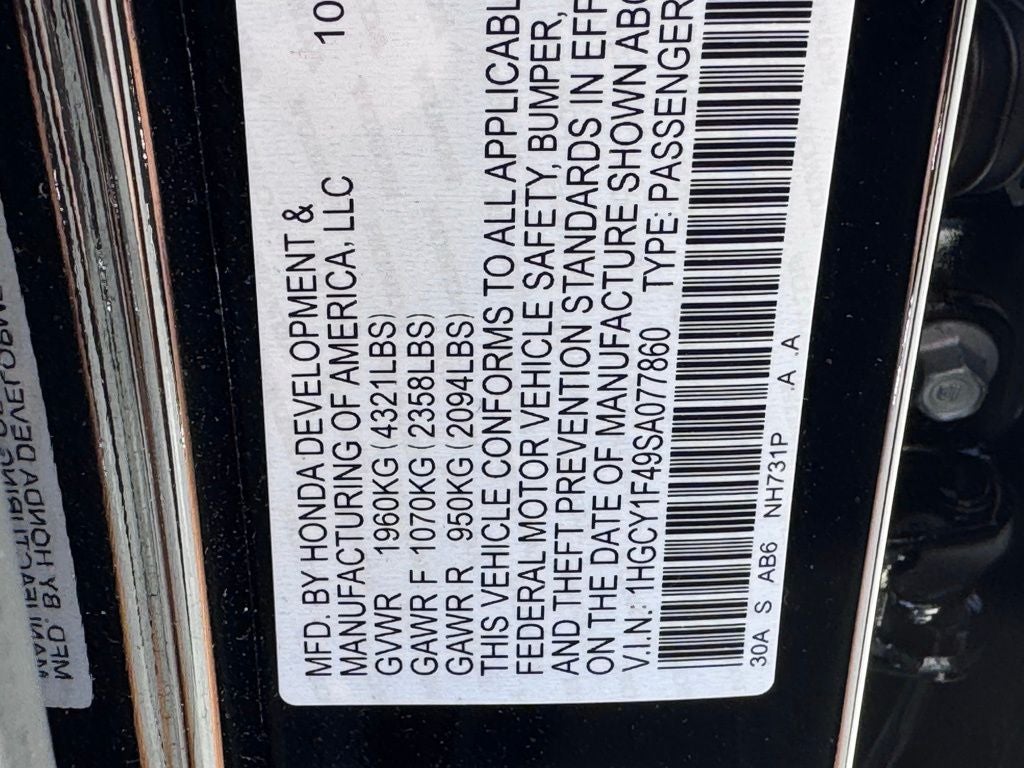 MFD. BY HONDA DEVELOPMENT &
MANUFACTURING OF AMERICA, LLC 10
GVWR 1960KG ( 4321LBS)
GAWR F 1070KG ( 2358LBS)
GAWR R 950KG ( 2094LBS)
THIS VEHICLE CONFORMS TO ALL APPLICABL
FEDERAL MOTOR VEHICLE SAFETY, BUMPER,
AND THEFT PREVENTION STANDARDS IN EFF
ON THE DATE OF MANUFACTURE SHOWN ABO
V.I.N.: 1HGCY1F49SA077860 TYPE: PASSENGER
30A S AB6 NH731P .A .A
MFD. BY HONDA DEVELOPME